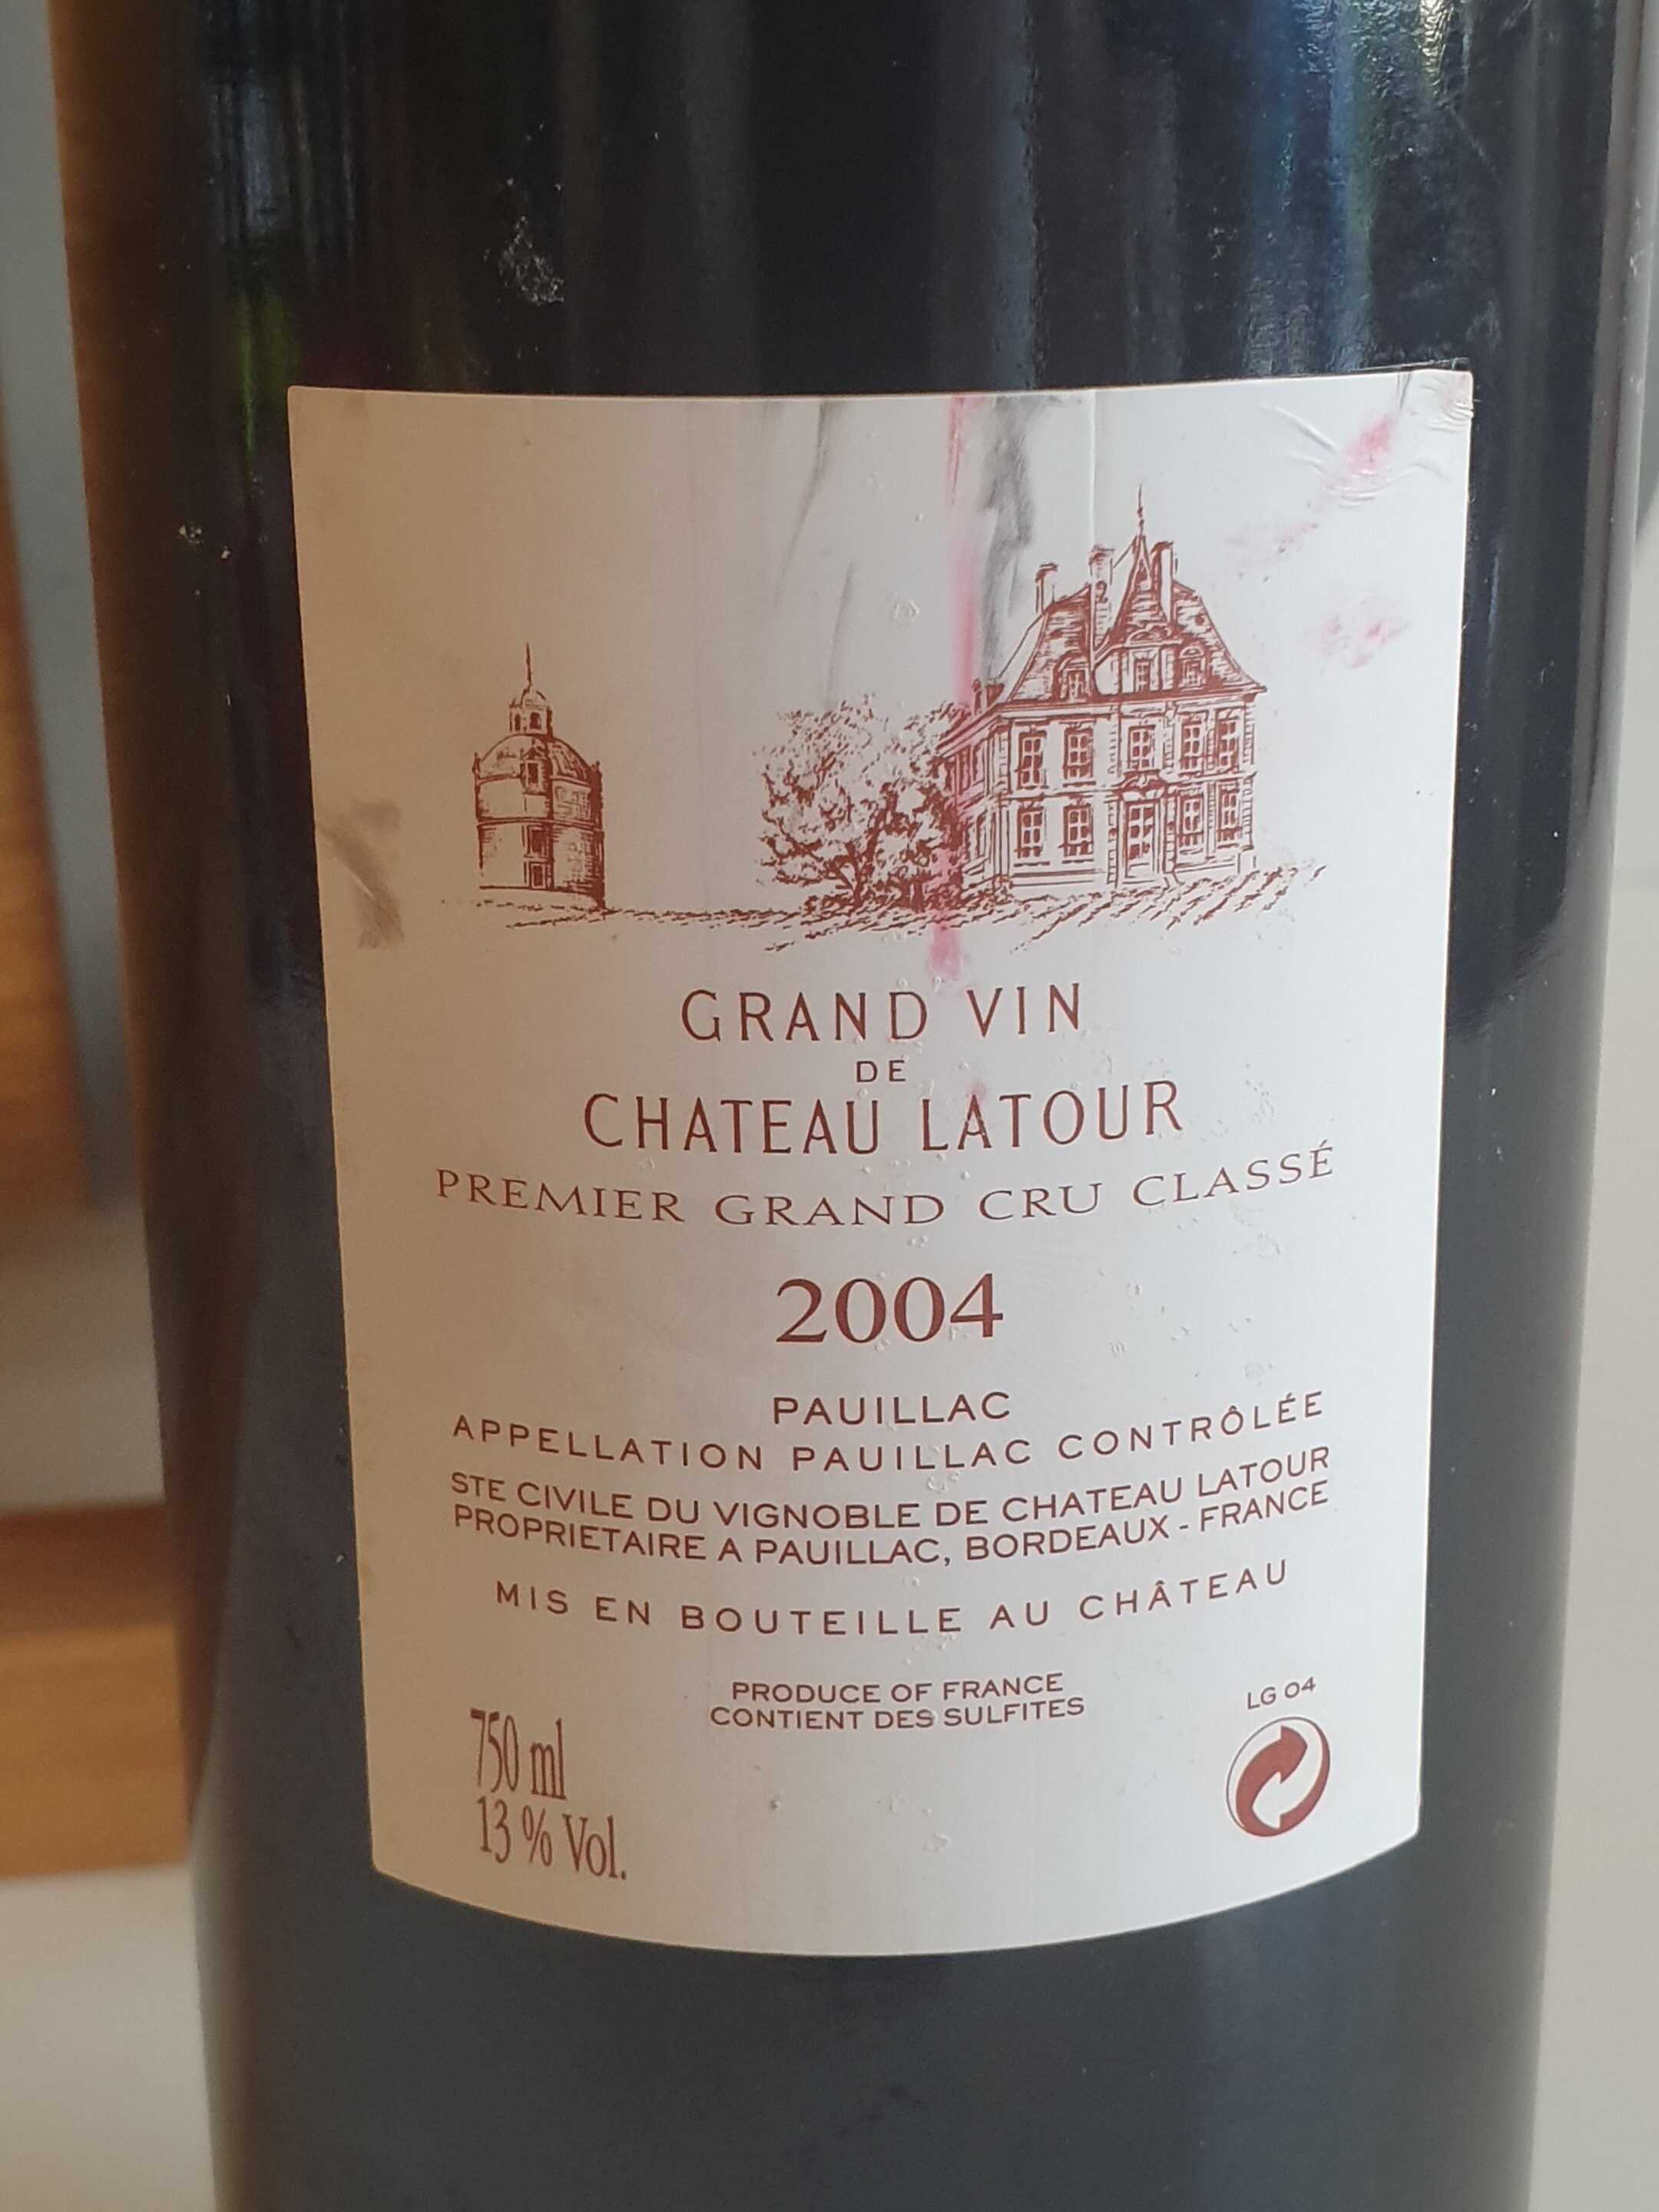 GRAND VIN
DE
CHATEAU LATOUR
PREMIER GRAND CRU CLASSÉ
2004
PAUILLAC
APPELLATION PAUILLAC CONTRÔLÉE
STE CIVILE DU VIGNOBLE DE CHATEAU LATOUR
PROPRIETAIRE A PAUILLAC, BORDEAUX - FRANCE
MIS EN BOUTEILLE AU CHÂTEAU
PRODUCE OF FRANCE
CONTIENT DES SULFITES
750 ml
13 % Vol.
LG 04